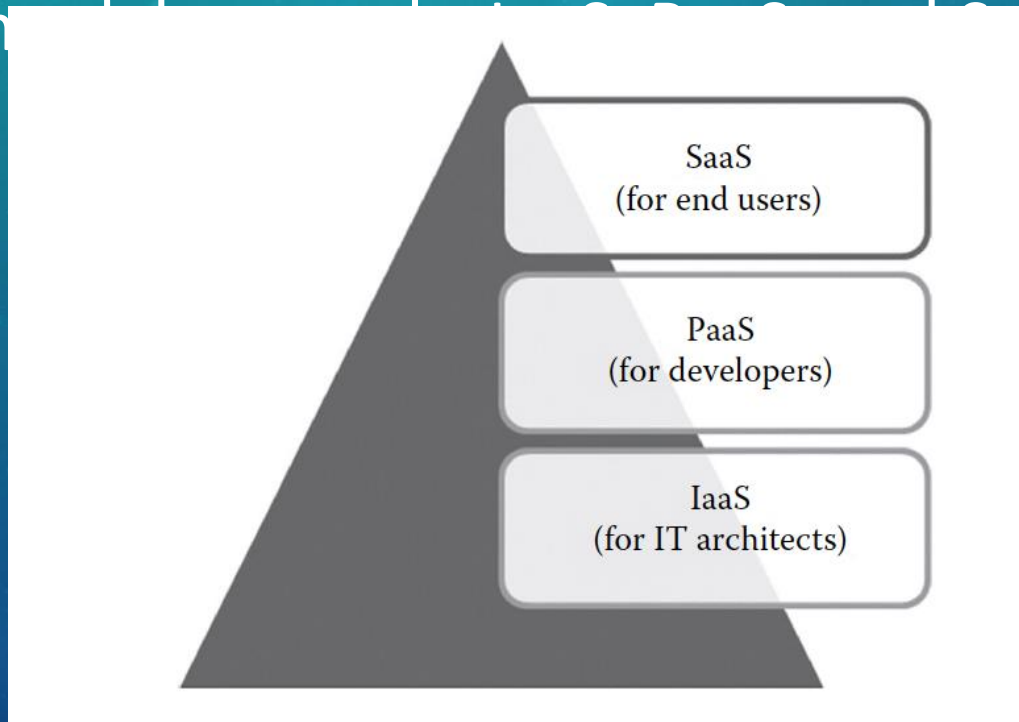 SaaS
(for end users)
PaaS
(for developers)
IaaS
(for IT architects)